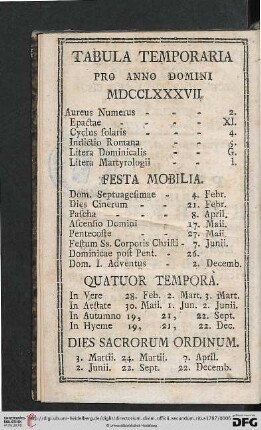 TABULA TEMPORARIA
PRO ANNO DOMINI
MDCCLXXXVII.
Aureus Numerus - - - 2.
Epactae - - - - XI.
Cyclus solaris - - - 4.
Indictio Romana - - - 5.
Litera Dominicalis - - - G.
Litera Martyrologii - - - l.
FESTA MOBILIA.
Dom. Septuagesimae - 4. Febr.
Dies Cinerum - - 21. Febr.
Pascha - - - 8. April.
Ascensio Domini - 17. Maii.
Pentecoste - - 27. Maii.
Festum Ss. Corporis Christi - 7. Junii.
Dominicae post Pent. - 26.
Dom. I. Adventus - 2. Decemb.
QUATUOR TEMPORA.
In Vere 28. Feb. 2. Mart. 3. Mart.
In Aestate 30. Maii. 1. Jun. 2. Junii.
In Autumno 19, 21, 22. Sept.
In Hyeme 19, 21, 22. Dec.
DIES SACRORUM ORDINUM.
3. Martii. 24. Martii. 7. April.
2. Junii. 22. Sept. 22. Decemb.
© Universitätsbibliothek Heidelberg
DFG